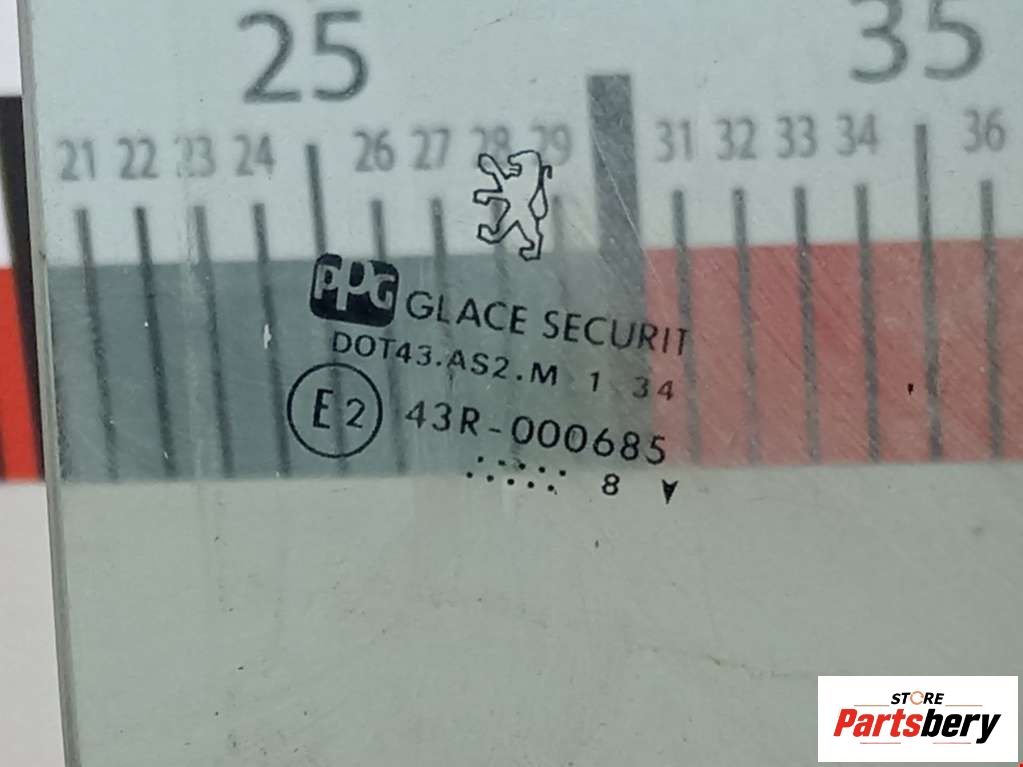 25 35
21 22 23 24 26 27 28 29 31 32 33 34 36
PPG GLACE SECURIT
DOT43.AS2.M 1 34
E2 43R-000685
8
STORE
Partsbery